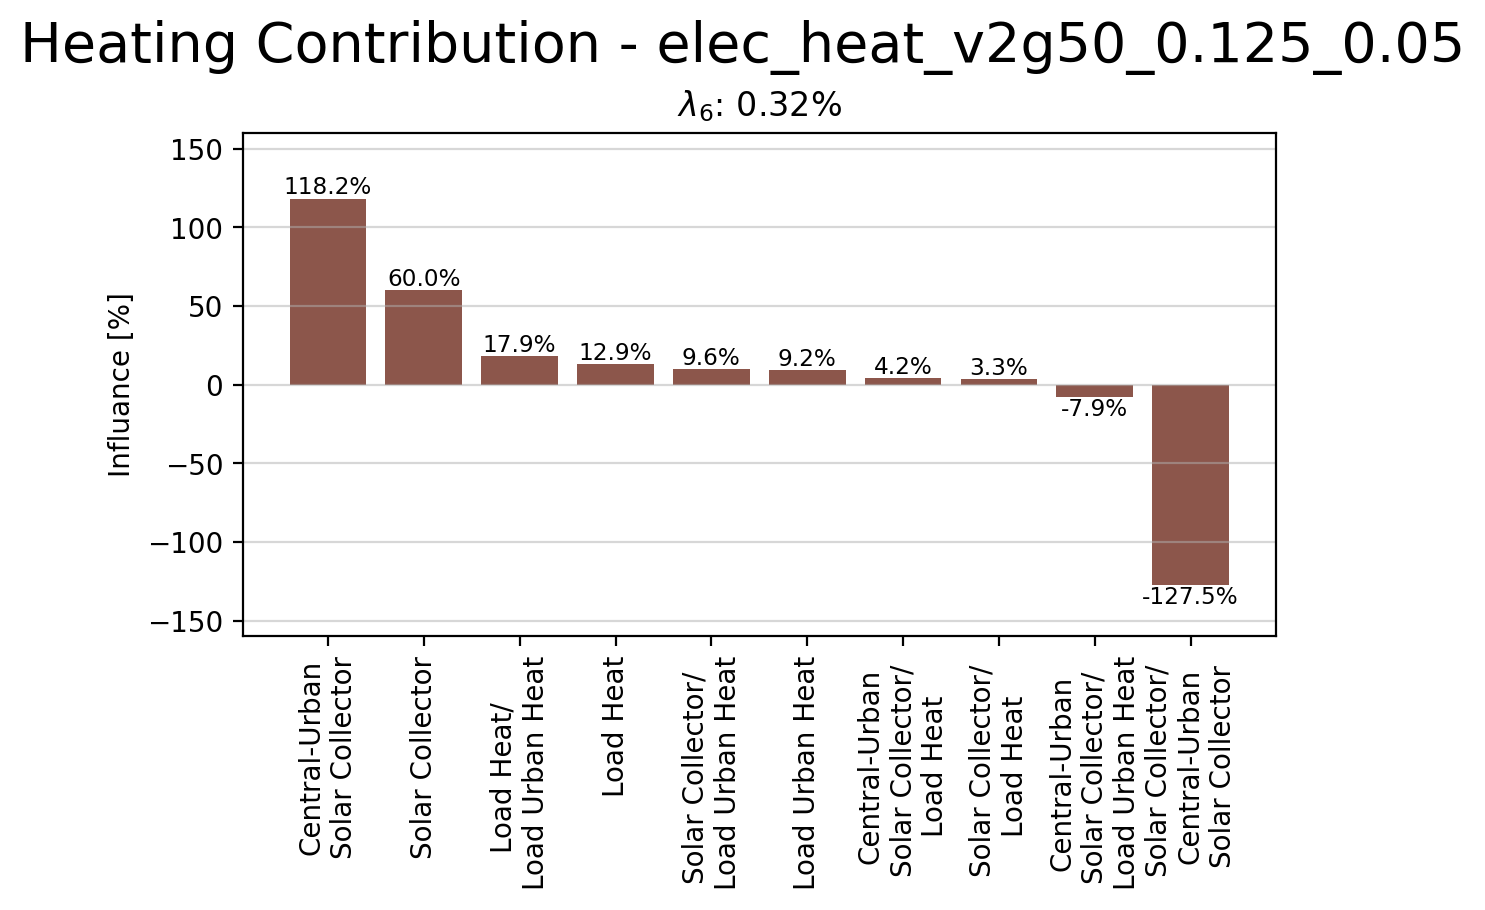 Heating Contribution - elec_heat_v2g50_0.125_0.05
λ₆: 0.32%
150
100
50
0
−50
−100
−150
Influance [%]
118.2%
60.0%
17.9%
12.9%
9.6%
9.2%
4.2%
3.3%
-7.9%
-127.5%
Central-Urban
Solar Collector
Solar Collector
Load Heat/
Load Urban Heat
Load Heat
Solar Collector/
Load Urban Heat
Load Urban Heat
Central-Urban
Solar Collector/
Load Heat
Solar Collector/
Load Heat
Central-Urban
Solar Collector/
Load Urban Heat
Solar Collector/
Central-Urban
Solar Collector